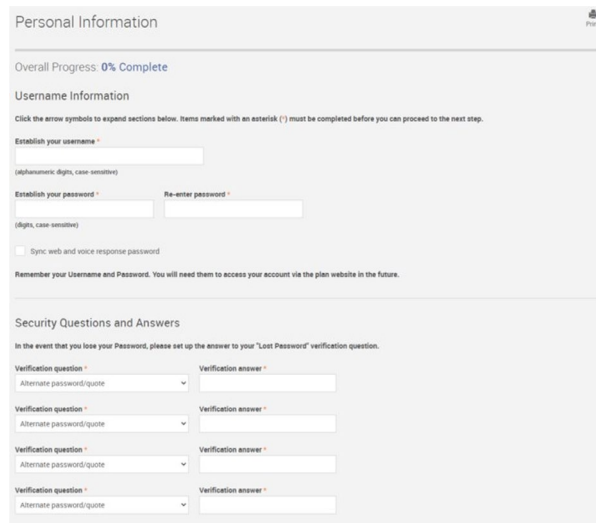 Personal Information
Overall Progress: 0% Complete
Username Information
Click the arrow symbols to expand sections below. Items marked with an asterisk (*) must be completed before you can proceed to the next step.
Establish your username *
(alphanumeric digits, case-sensitive)
Establish your password * Re-enter password *
(digits, case-sensitive)
Sync web and voice response password
Remember your Username and Password. You will need them to access your account via the plan website in the future.
Security Questions and Answers
In the event that you lose your Password, please set up the answer to your "Lost Password" verification question.
Verification question * Verification answer *
Alternate password/quote
Verification question * Verification answer *
Alternate password/quote
Verification question * Verification answer *
Alternate password/quote
Verification question * Verification answer *
Alternate password/quote